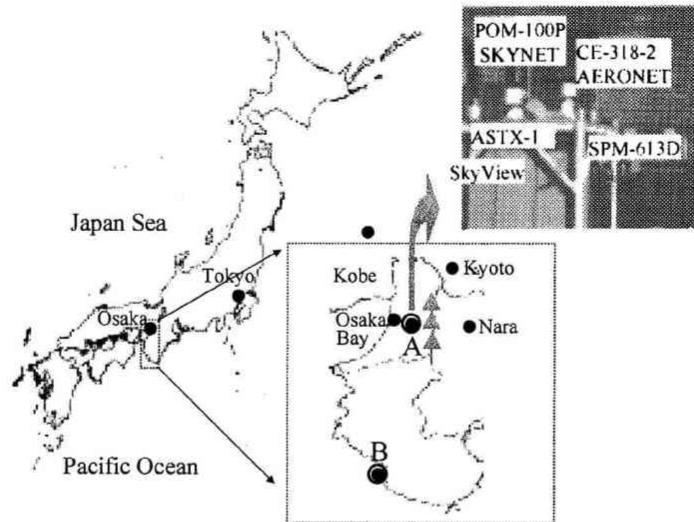 POM-100P
SKYNET
CE-318-2
AERONET
ASTX-1
SPM-613D
SkyView
Japan Sea
Tokyo
Osaka
Pacific Ocean
Kobe
Kyoto
Osaka
Bay
Nara
A
B